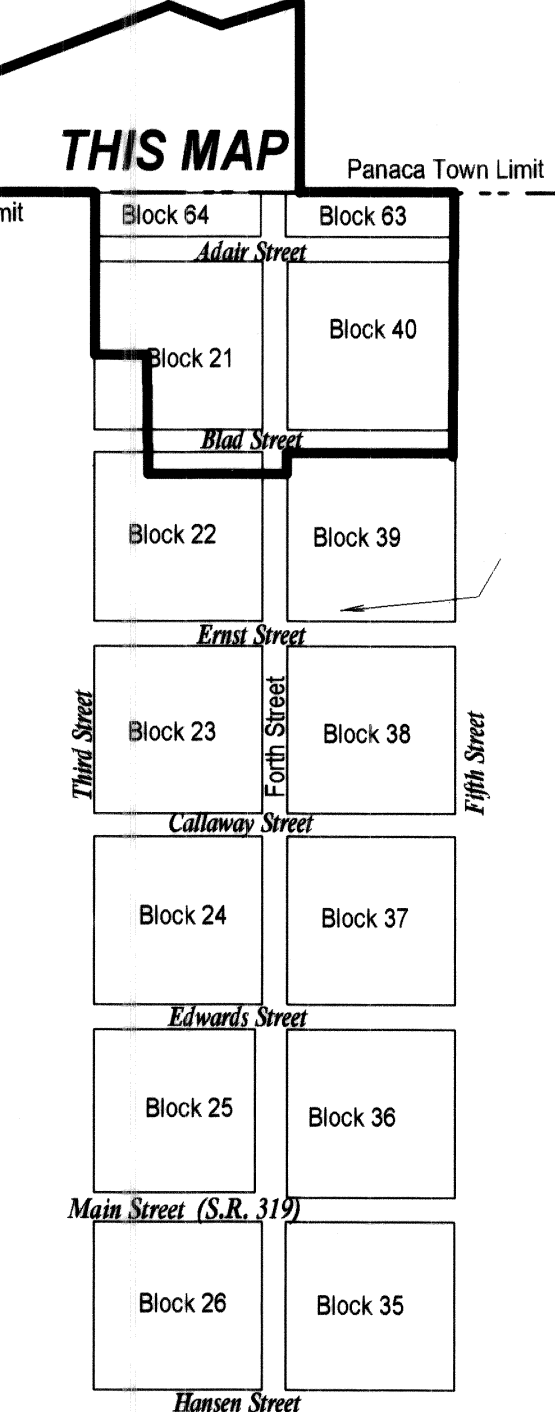 THIS MAP
Panaca Town Limit
mit
Block 64
Block 63
Adair Street
Block 40
Block 21
Blad Street
Block 22
Block 39
Ernst Street
Third Street
Block 23
Forth Street
Block 38
Fifth Street
Callaway Street
Block 24
Block 37
Edwards Street
Block 25
Block 36
Main Street (S.R. 319)
Block 26
Block 35
Hansen Street